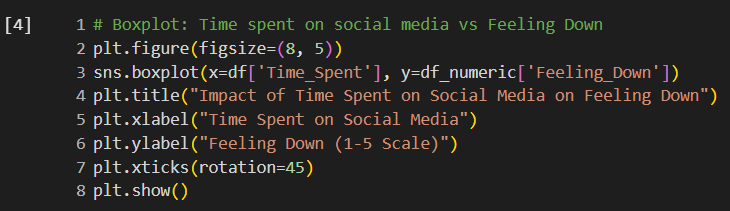 [4] 1 # Boxplot: Time spent on social media vs Feeling Down
2 plt.figure(figsize=(8, 5))
3 sns.boxplot(x=df['Time_Spent'], y=df_numeric['Feeling_Down'])
4 plt.title("Impact of Time Spent on Social Media on Feeling Down")
5 plt.xlabel("Time Spent on Social Media")
6 plt.ylabel("Feeling Down (1-5 Scale)")
7 plt.xticks(rotation=45)
8 plt.show()